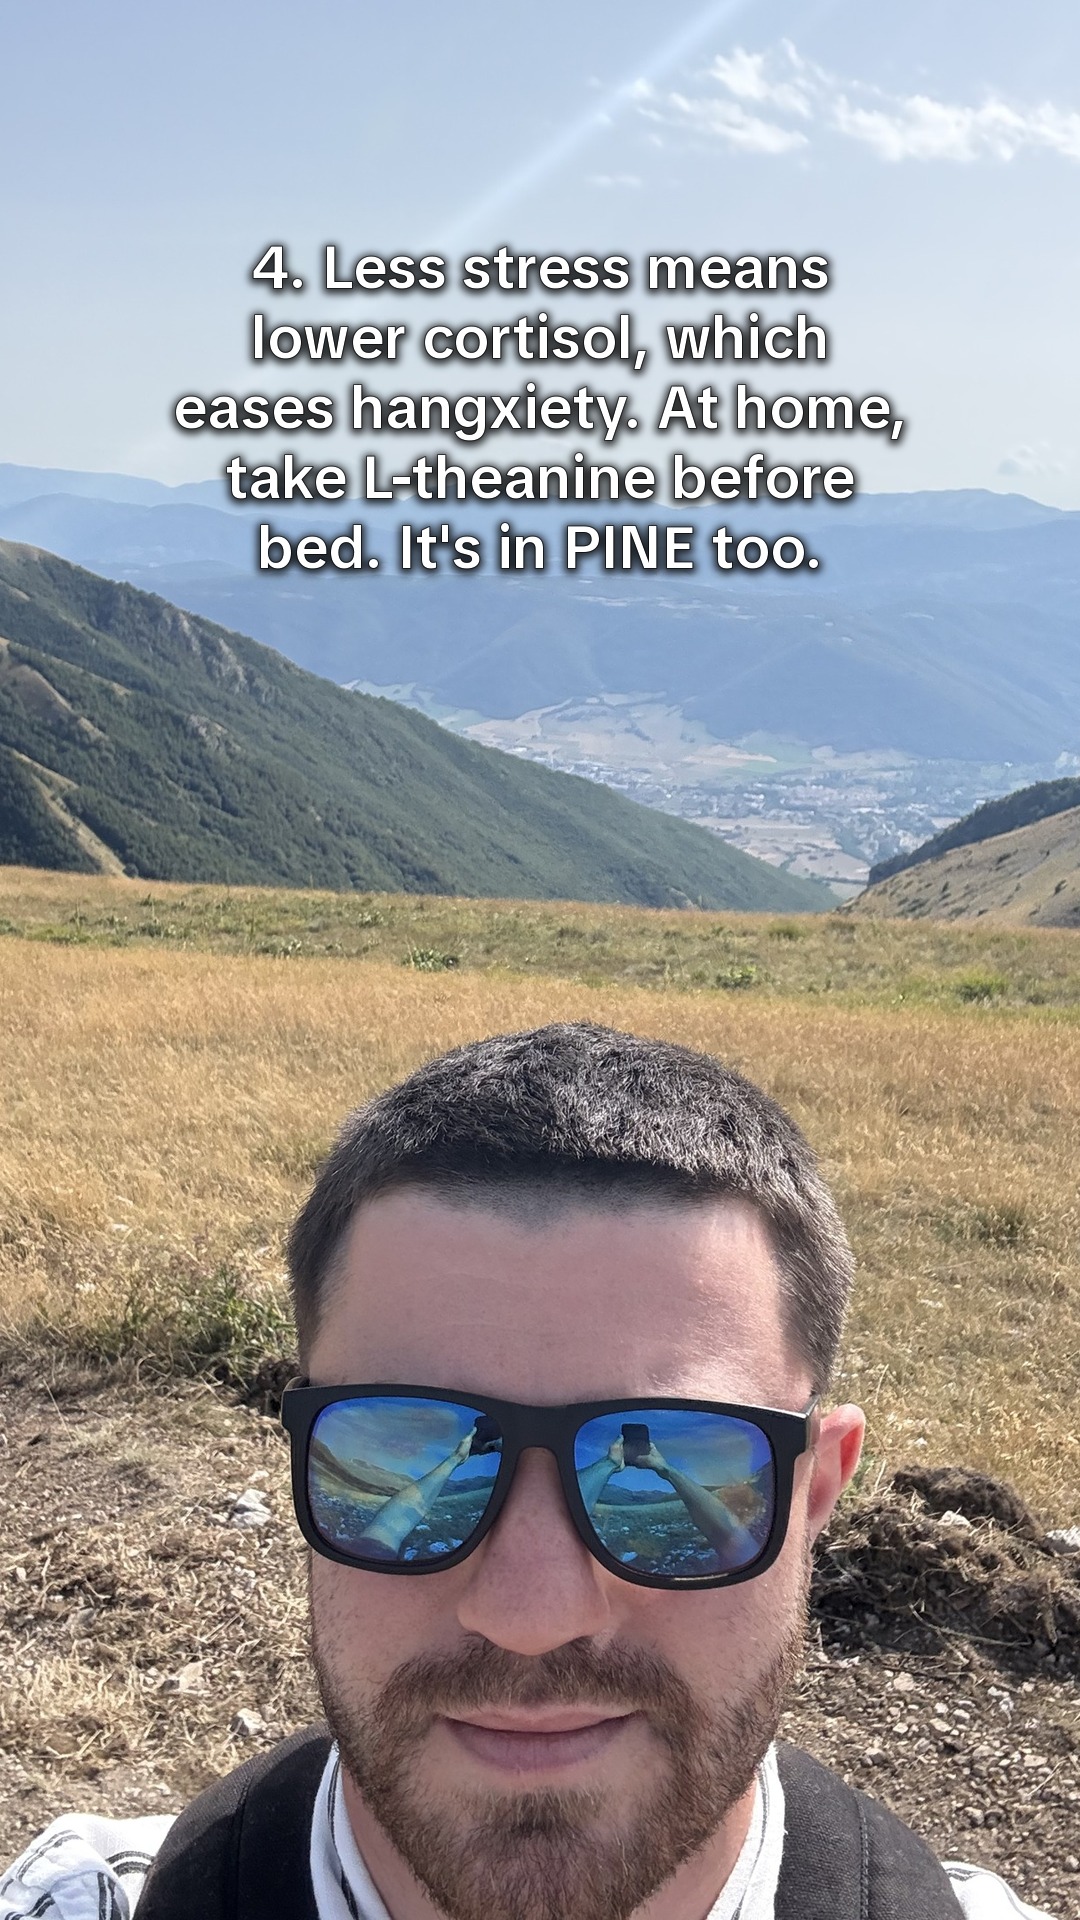 4. Less stress means
lower cortisol, which
eases hangxiety. At home,
take L-theanine before
bed. It's in PINE too.